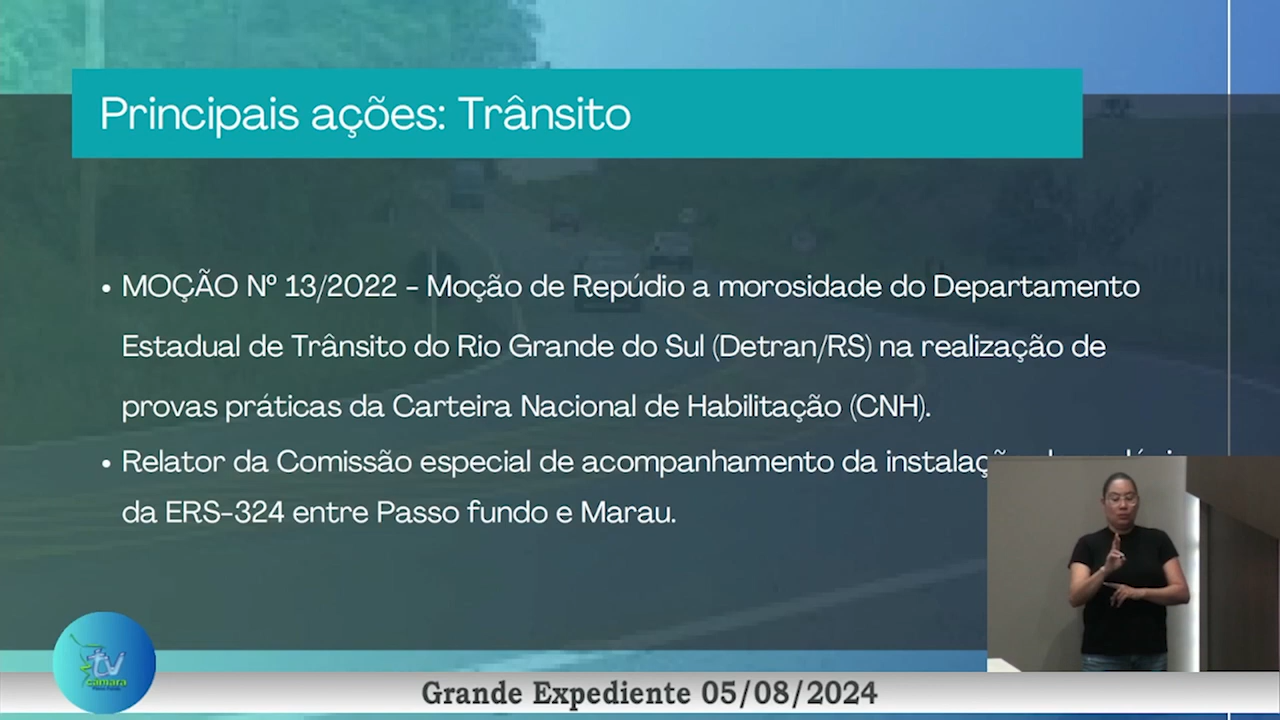 Principais ações: Trânsito
• MOÇÃO Nº 13/2022 - Moção de Repúdio a morosidade do Departamento
Estadual de Trânsito do Rio Grande do Sul (Detran/RS) na realização de
provas práticas da Carteira Nacional de Habilitação (CNH).
• Relator da Comissão especial de acompanhamento da
da ERS-324 entre Passo fundo e Marau.
tv
câmara
Grande Expediente 05/08/2024